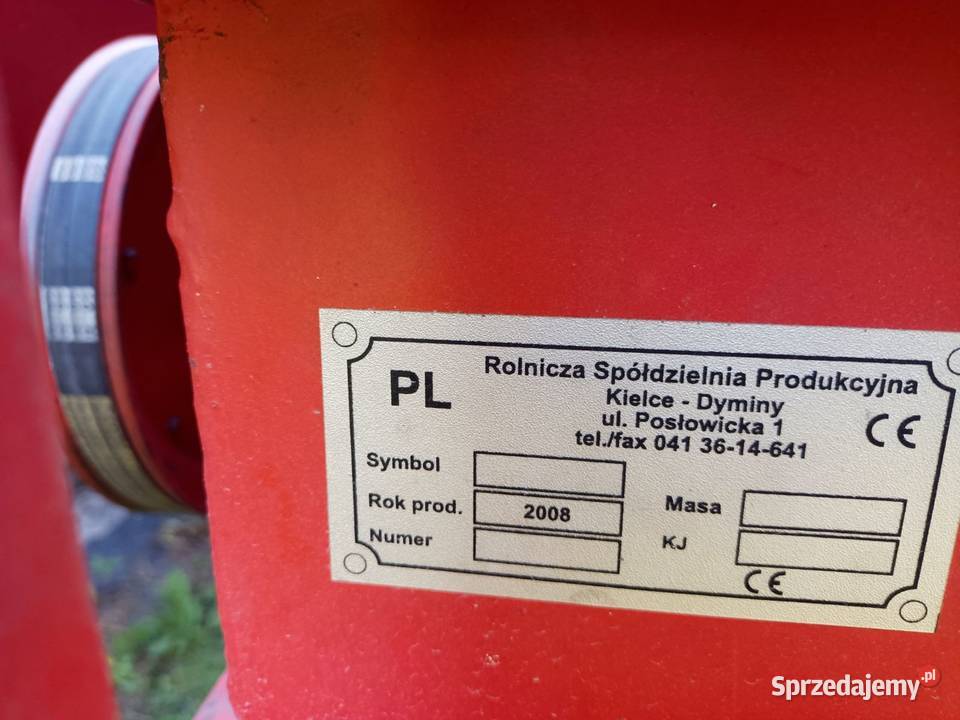 PL
Rolnicza Spółdzielnia Produkcyjna
Kielce - Dyminy
ul. Posłowicka 1
tel./fax 041 36-14-641
CE
Symbol
Rok prod. 2008
Masa
Numer
KJ
CE
Sprzedajemy.pl